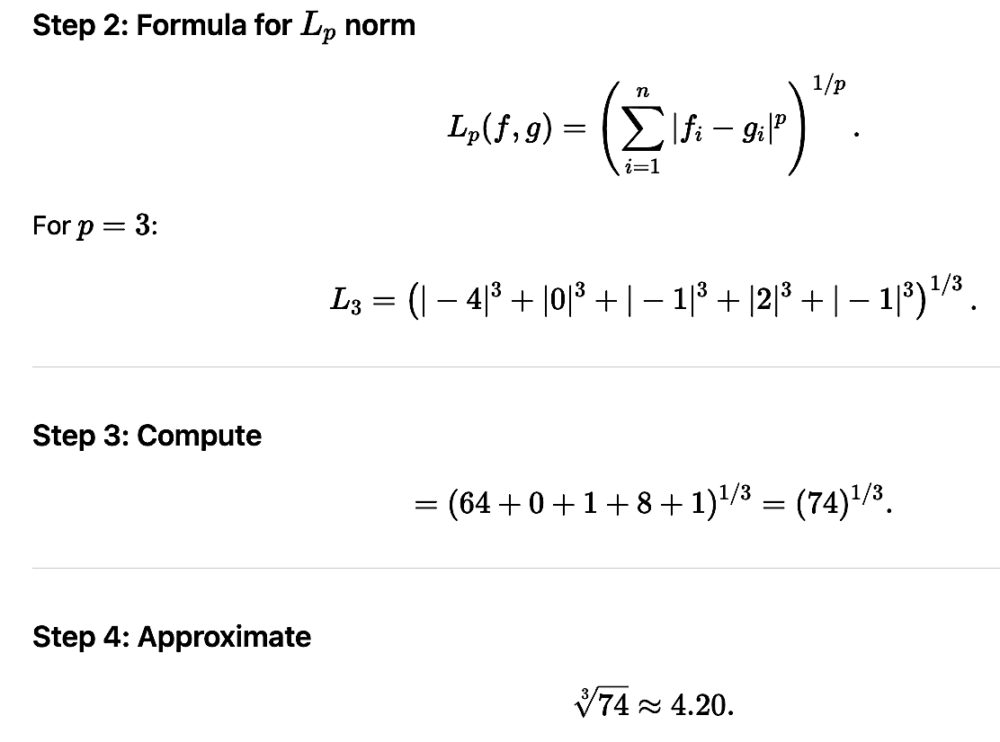 Step 2: Formula for $L_p$ norm
$$L_p(f, g) = \left( \sum_{i=1}^{n} |f_i - g_i|^p \right)^{1/p}.$$
For $p = 3$:
$$L_3 = \left( |-4|^3 + |0|^3 + |-1|^3 + |2|^3 + |-1|^3 \right)^{1/3}.$$
Step 3: Compute
$$= (64 + 0 + 1 + 8 + 1)^{1/3} = (74)^{1/3}.$$
Step 4: Approximate
$$\sqrt[3]{74} \approx 4.20.$$